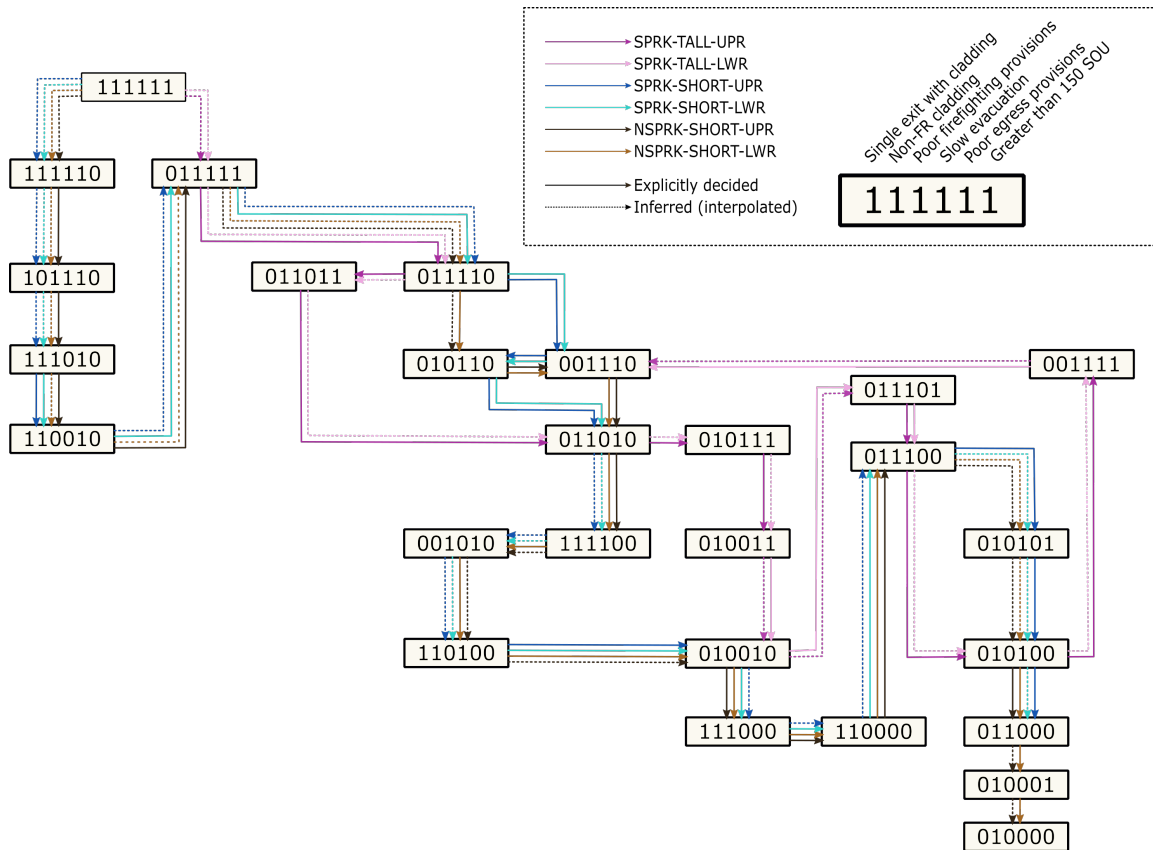 SPRK-TALL-UPR
SPRK-TALL-LWR
SPRK-SHORT-UPR
SPRK-SHORT-LWR
NSPRK-SHORT-UPR
NSPRK-SHORT-LWR
Explicitly decided
Inferred (interpolated)
Single exit with cladding
Non-FR cladding
Poor firefighting provisions
Slow evacuation
Poor egress provisions
Greater than 150 SOU
111111
111111
111110
011111
101110
011011
011110
111010
010110
001110
001111
011101
110010
011010
010111
011100
001010
111100
010011
010101
110100
010010
010100
111000
110000
011000
010001
010000